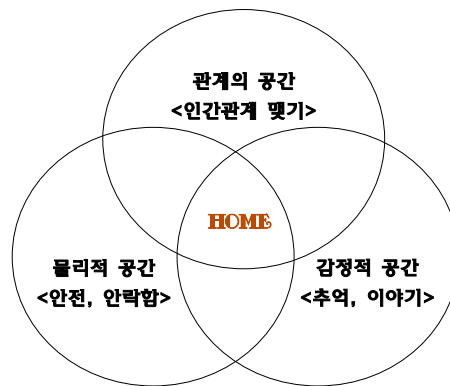 관계의 공간
<인간관계 맺기>
HOME
물리적 공간
<안전, 안락함>
감정적 공간
<추억, 이야기>